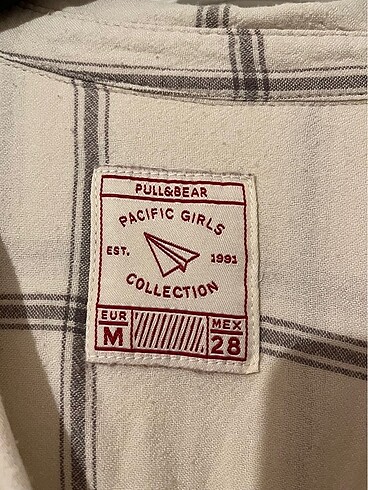 PULL&BEAR
PACIFIC GIRLS
EST. 1991
COLLECTION
EUR MEX
M 28